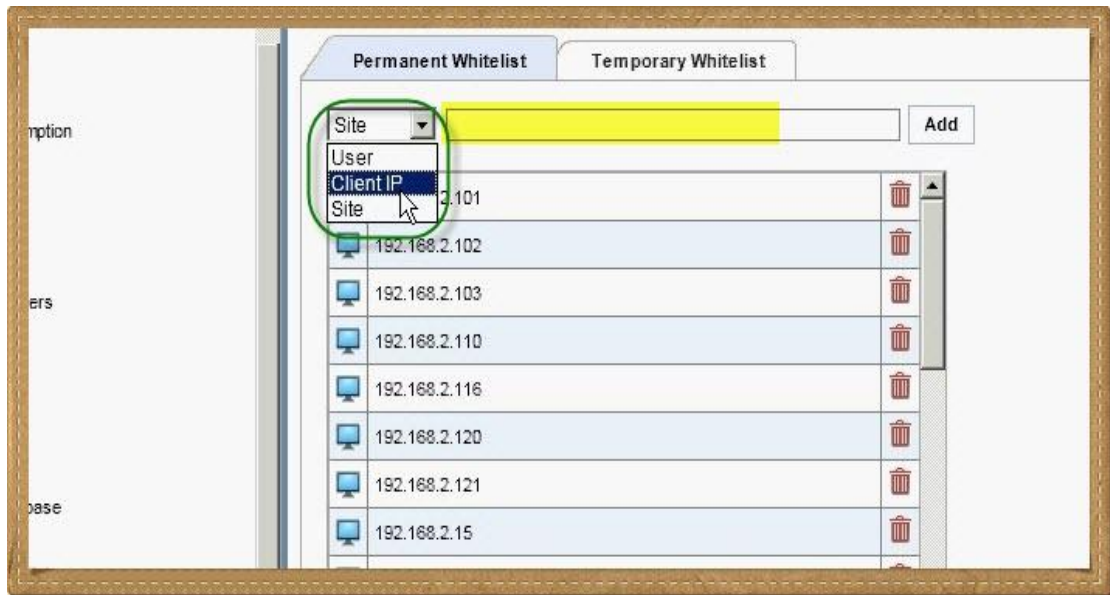 Permanent Whitelist
Temporary Whitelist
mption
Site
Add
User
Client IP
2.101
Site
192.168.2.102
ers
192.168.2.103
192.168.2.110
192.168.2.116
192.168.2.120
192.168.2.121
base
192.168.2.15